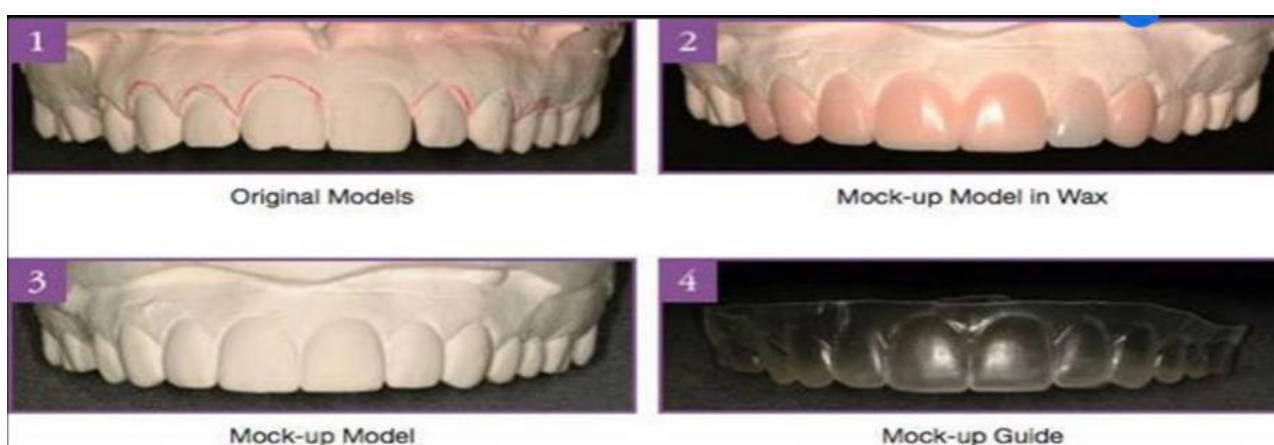 1
2
Original Models
Mock-up Model in Wax
3
4
Mock-up Model
Mock-up Guide